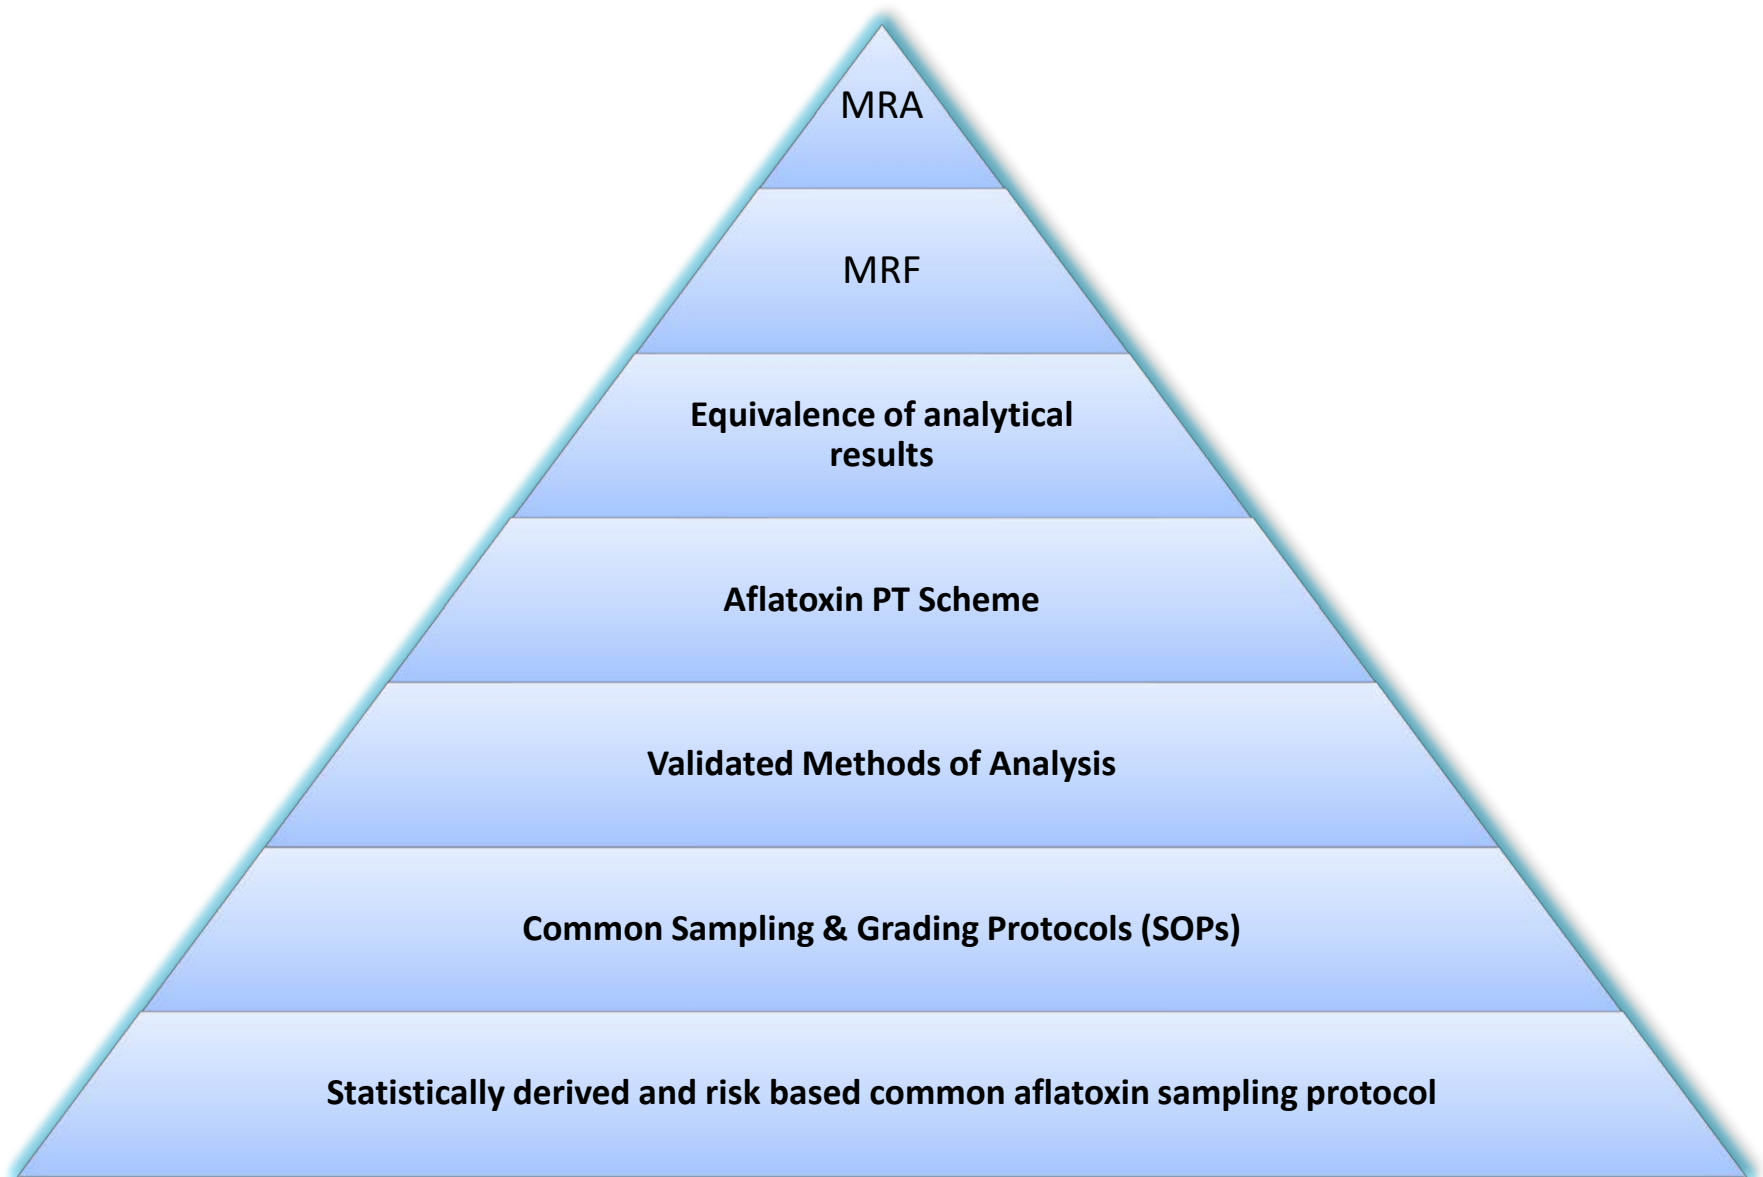 MRA
MRF
Equivalence of analytical
results
Aflatoxin PT Scheme
Validated Methods of Analysis
Common Sampling & Grading Protocols (SOPs)
Statistically derived and risk based common aflatoxin sampling protocol